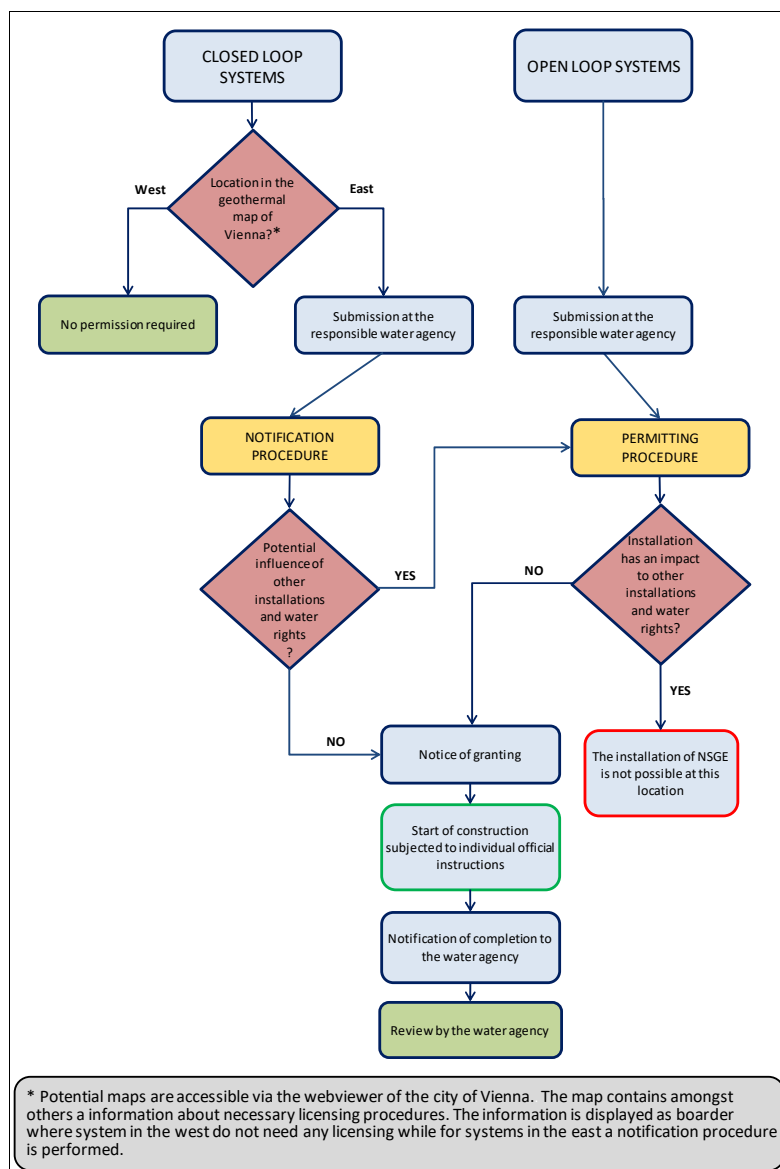 CLOSED LOOP
SYSTEMS
OPEN LOOP SYSTEMS
West
Location in the
geothermal
map of
Vienna?*
East
No permission required
Submission at the
responsible water agency
Submission at the
responsible water agency
NOTIFICATION
PROCEDURE
PERMITTING
PROCEDURE
Potential
influence of
other
installations
and water
rights
?
YES
NO
Installation
has an impact
to other
installations
and water
rights?
YES
NO
Notice of granting
The installation of NSGE
is not possible at this
location
Start of construction
subjected to individual official
instructions
Notification of completion to
the water agency
Review by the water agency
* Potential maps are accessible via the webviewer of the city of Vienna. The map contains amongst
others a information about necessary licensing procedures. The information is displayed as boarder
where system in the west do not need any licensing while for systems in the east a notification procedure
is performed.